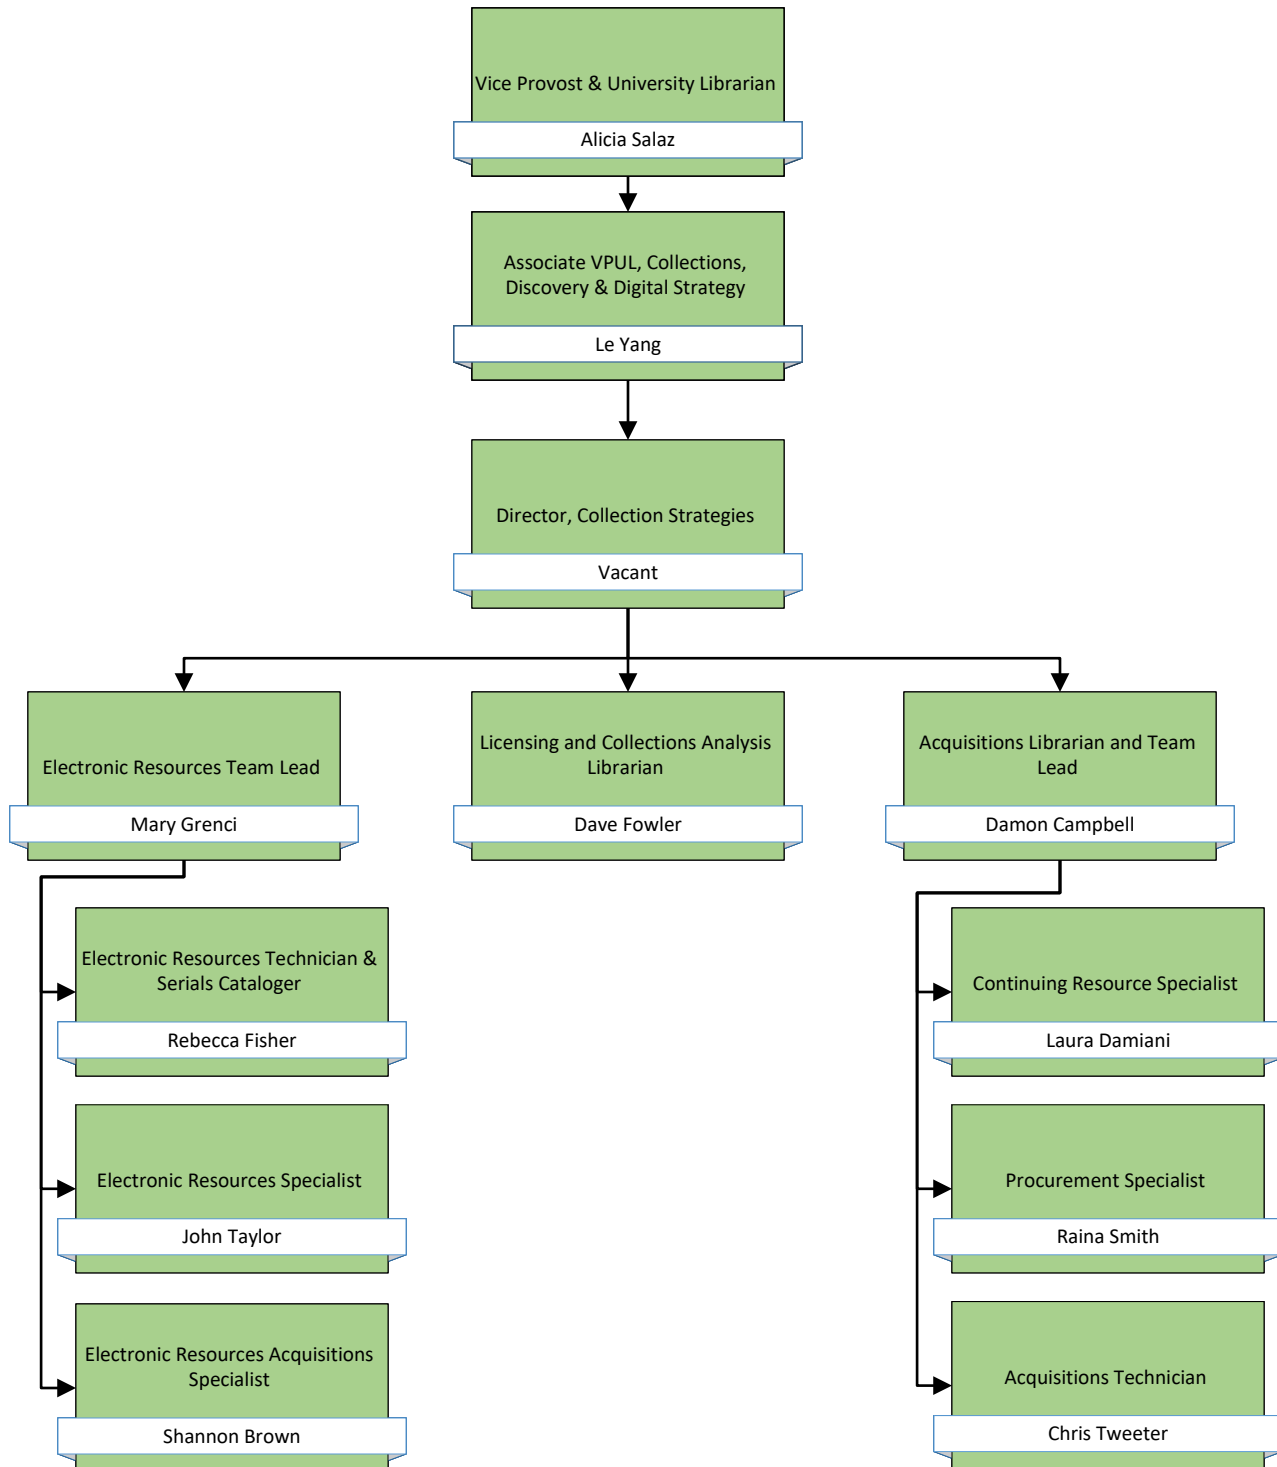 Vice Provost & University Librarian
Alicia Salaz
Associate VPUL, Collections,
Discovery & Digital Strategy
Le Yang
Director, Collection Strategies
Vacant
Electronic Resources Team Lead
Mary Grenci
Licensing and Collections Analysis
Librarian
Dave Fowler
Acquisitions Librarian and Team
Lead
Damon Campbell
Electronic Resources Technician &
Serials Cataloger
Rebecca Fisher
Electronic Resources Specialist
John Taylor
Electronic Resources Acquisitions
Specialist
Shannon Brown
Continuing Resource Specialist
Laura Damiani
Procurement Specialist
Raina Smith
Acquisitions Technician
Chris Tweeter